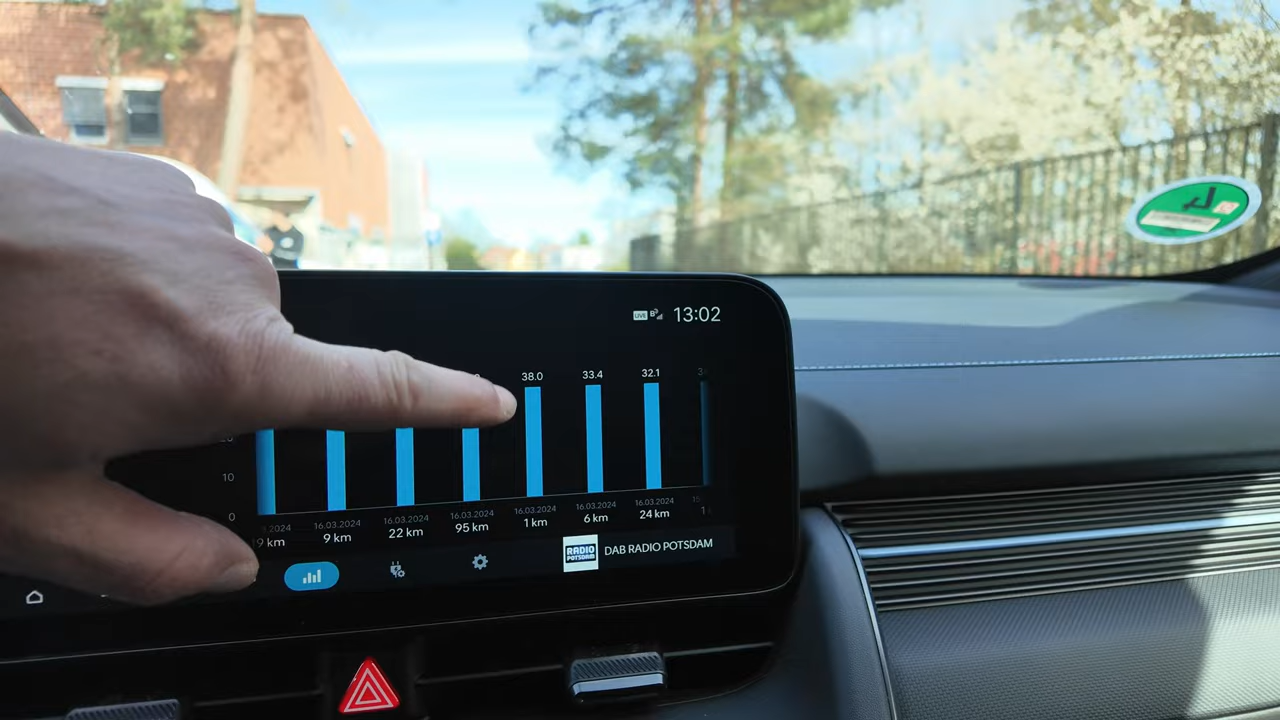 LIVE 13:02
38.0 33.4 32.1
10
0
16.03.2024 16.03.2024 16.03.2024 16.03.2024 16.03.2024 16.03.2024
9 km 22 km 95 km 1 km 6 km 24 km
RADIO
POTSDAM
DAB RADIO POTSDAM